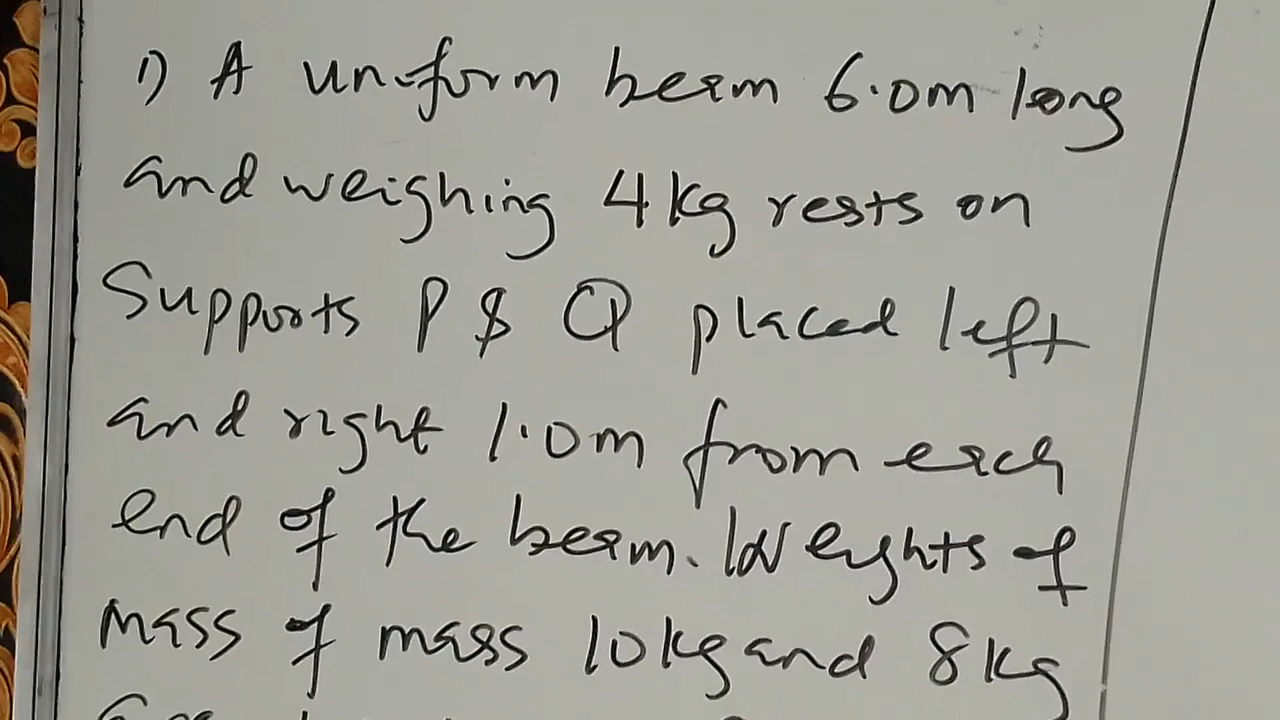 1) A uniform beam 6.0m long
and weighing 4kg rests on
Supports P & Q placed left
and right 1.0m from each
end of the beam. Weights of
mass of mass 10kg and 8kg